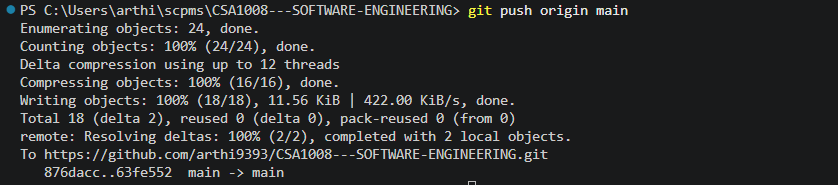 PS C:\Users\arthi\scpms\CSA1008---SOFTWARE-ENGINEERING> git push origin main
Enumerating objects: 24, done.
Counting objects: 100% (24/24), done.
Delta compression using up to 12 threads
Compressing objects: 100% (16/16), done.
Writing objects: 100% (18/18), 11.56 KiB | 422.00 KiB/s, done.
Total 18 (delta 2), reused 0 (delta 0), pack-reused 0 (from 0)
remote: Resolving deltas: 100% (2/2), completed with 2 local objects.
To https://github.com/arthi9393/CSA1008---SOFTWARE-ENGINEERING.git
   876dacc..63fe552  main -> main